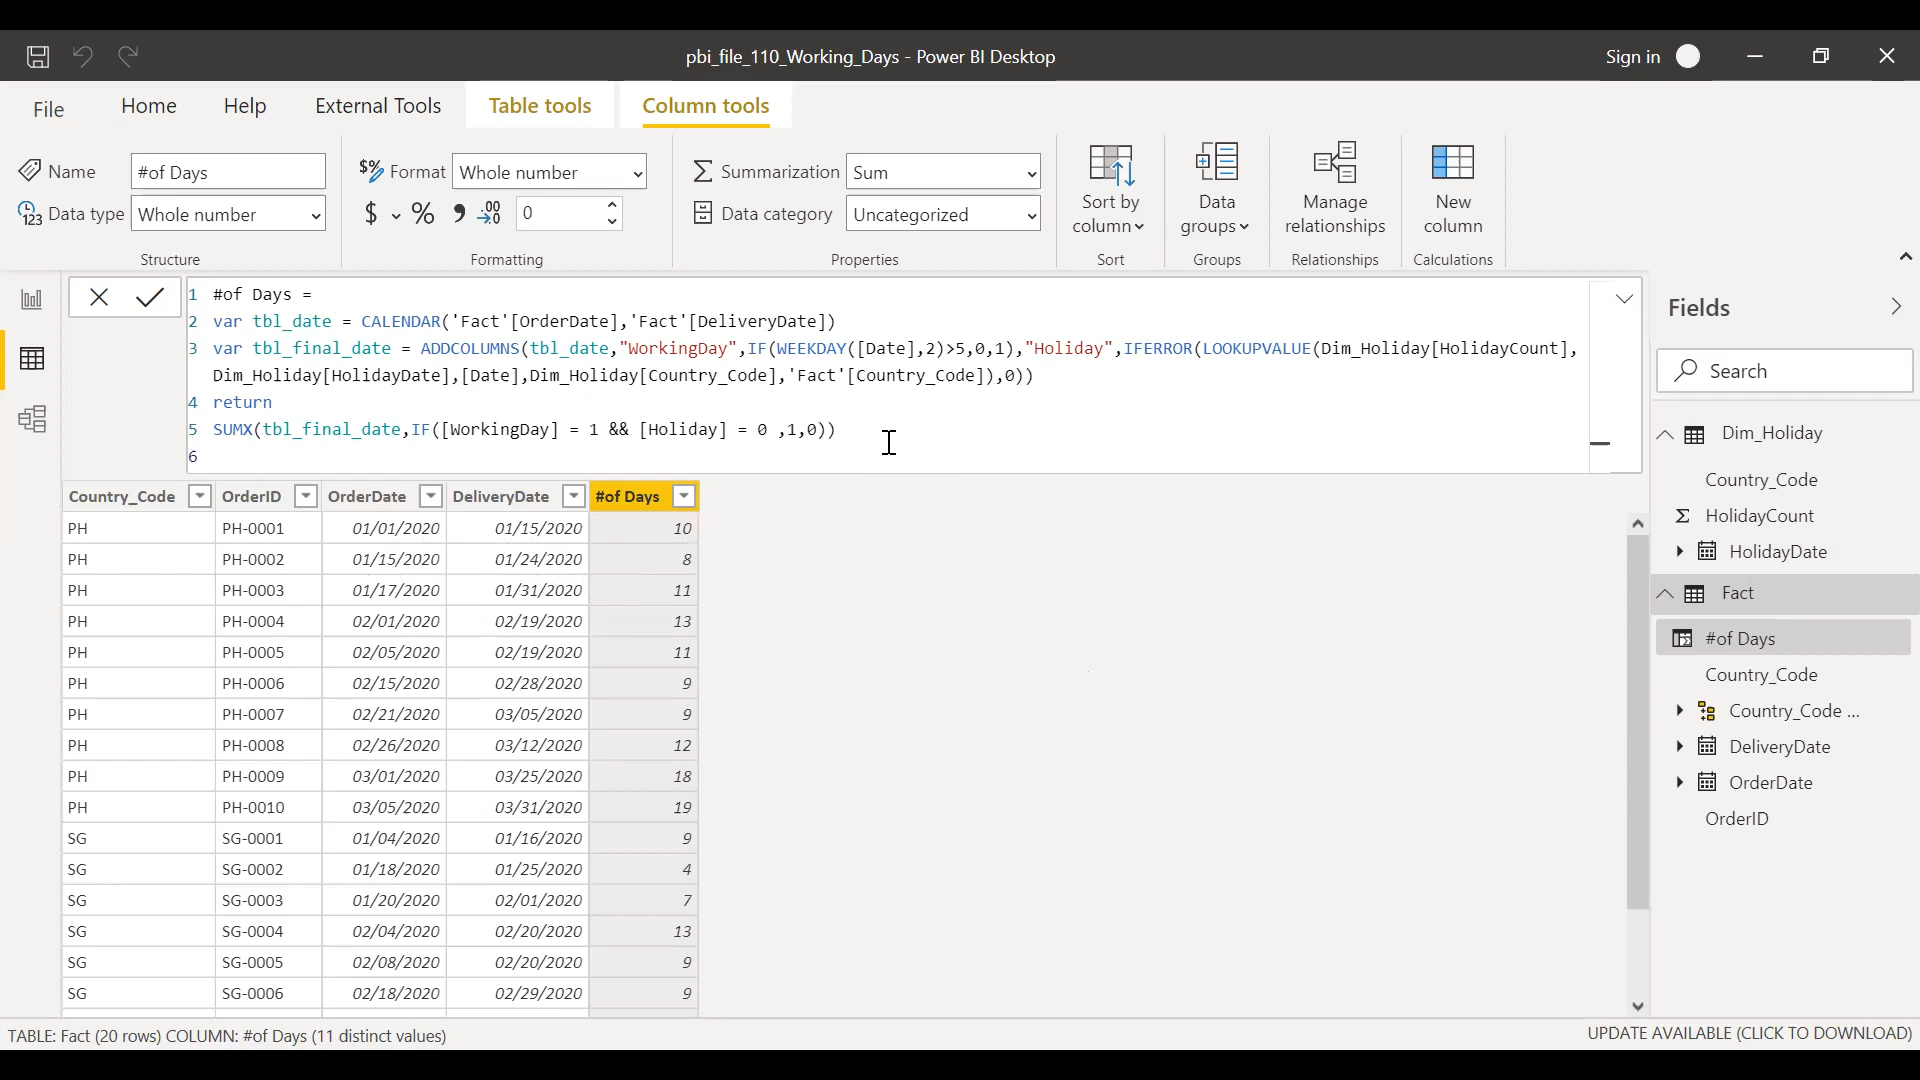 pbi_file_110_Working_Days - Power BI Desktop
Sign in
File Home Help External Tools Table tools Column tools
Name #of Days
Data type Whole number
Structure
$% Format Whole number
$ % 9 .00 0
Formatting
Σ Summarization Sum
Data category Uncategorized
Properties
Sort by
column
Sort
Data
groups
Groups
Manage
relationships
Relationships
New
column
Calculations
1 #of Days =
2 var tbl_date = CALENDAR('Fact'[OrderDate],'Fact'[DeliveryDate])
3 var tbl_final_date = ADDCOLUMNS(tbl_date,"WorkingDay",IF(WEEKDAY([Date],2)>5,0,1),"Holiday",IFERROR(LOOKUPVALUE(Dim_Holiday[HolidayCount],
Dim_Holiday[HolidayDate],[Date],Dim_Holiday[Country_Code],'Fact'[Country_Code]),0))
4 return
5 SUMX(tbl_final_date,IF([WorkingDay] = 1 && [Holiday] = 0 ,1,0))
6
Country_Code OrderID OrderDate DeliveryDate #of Days
PH PH-0001 01/01/2020 01/15/2020 10
PH PH-0002 01/15/2020 01/24/2020 8
PH PH-0003 01/17/2020 01/31/2020 11
PH PH-0004 02/01/2020 02/19/2020 13
PH PH-0005 02/05/2020 02/19/2020 11
PH PH-0006 02/15/2020 02/28/2020 9
PH PH-0007 02/21/2020 03/05/2020 9
PH PH-0008 02/26/2020 03/12/2020 12
PH PH-0009 03/01/2020 03/25/2020 18
PH PH-0010 03/05/2020 03/31/2020 19
SG SG-0001 01/04/2020 01/16/2020 9
SG SG-0002 01/18/2020 01/25/2020 4
SG SG-0003 01/20/2020 02/01/2020 7
SG SG-0004 02/04/2020 02/20/2020 13
SG SG-0005 02/08/2020 02/20/2020 9
SG SG-0006 02/18/2020 02/29/2020 9
Fields
Search
Dim_Holiday
Country_Code
Σ HolidayCount
HolidayDate
Fact
#of Days
Country_Code
Country_Code ...
DeliveryDate
OrderDate
OrderID
TABLE: Fact (20 rows) COLUMN: #of Days (11 distinct values)
UPDATE AVAILABLE (CLICK TO DOWNLOAD)